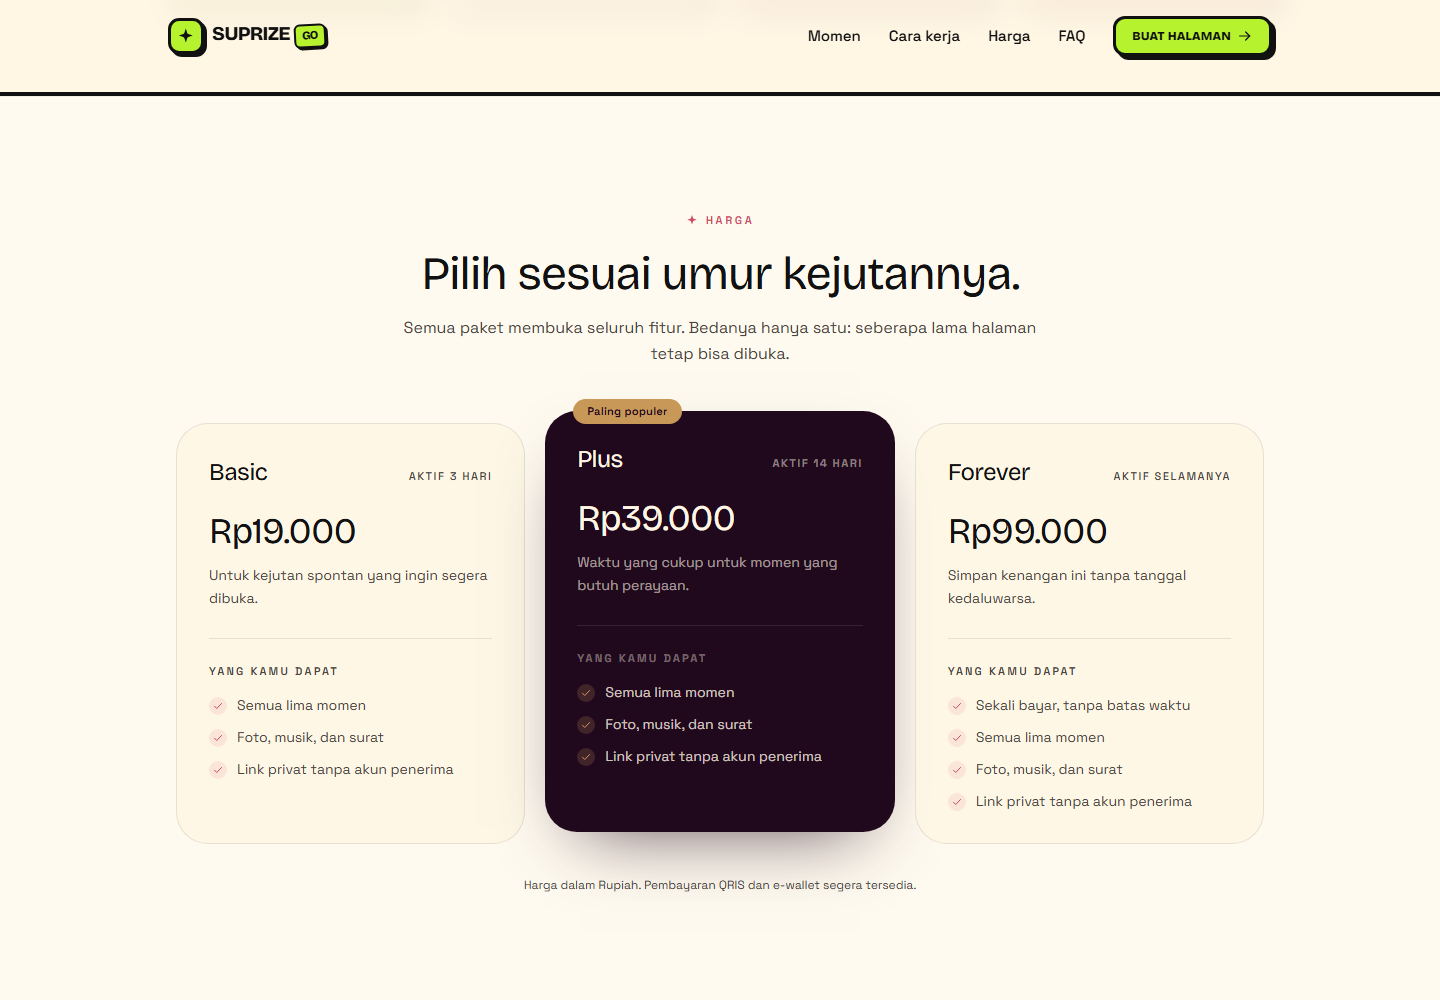 SUPRIZE GO
Momen
Cara kerja
Harga
FAQ
BUAT HALAMAN
HARGA
Pilih sesuai umur kejutannya.
Semua paket membuka seluruh fitur. Bedanya hanya satu: seberapa lama halaman
tetap bisa dibuka.
Basic
AKTIF 3 HARI
Rp19.000
Untuk kejutan spontan yang ingin segera
dibuka.
YANG KAMU DAPAT
Semua lima momen
Foto, musik, dan surat
Link privat tanpa akun penerima
Paling populer
Plus
AKTIF 14 HARI
Rp39.000
Waktu yang cukup untuk momen yang
butuh perayaan.
YANG KAMU DAPAT
Semua lima momen
Foto, musik, dan surat
Link privat tanpa akun penerima
Forever
AKTIF SELAMANYA
Rp99.000
Simpan kenangan ini tanpa tanggal
kedaluwarsa.
YANG KAMU DAPAT
Sekali bayar, tanpa batas waktu
Semua lima momen
Foto, musik, dan surat
Link privat tanpa akun penerima
Harga dalam Rupiah. Pembayaran QRIS dan e-wallet segera tersedia.